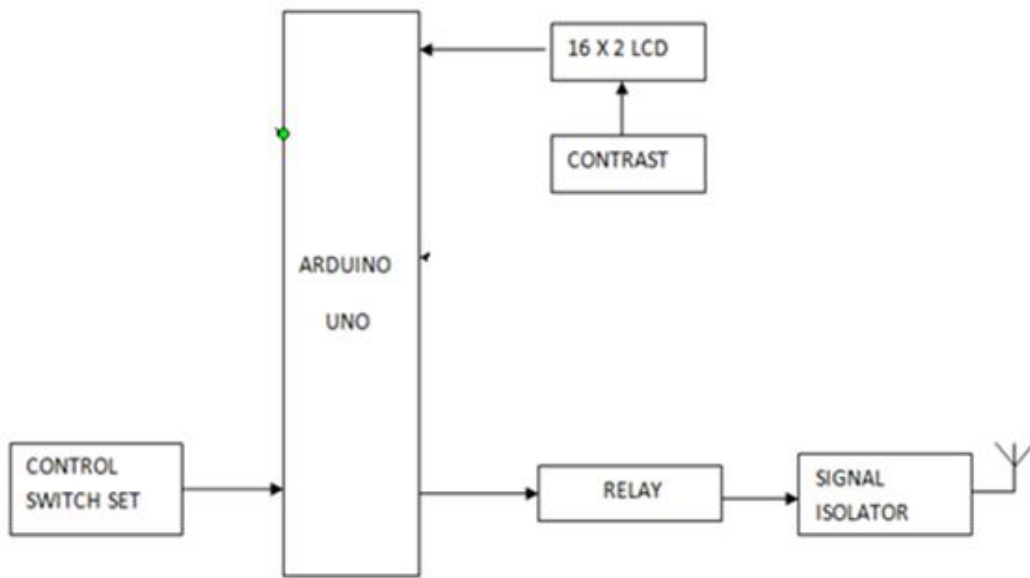 16 X 2 LCD
CONTRAST
ARDUINO
UNO
CONTROL
SWITCH SET
RELAY
SIGNAL
ISOLATOR